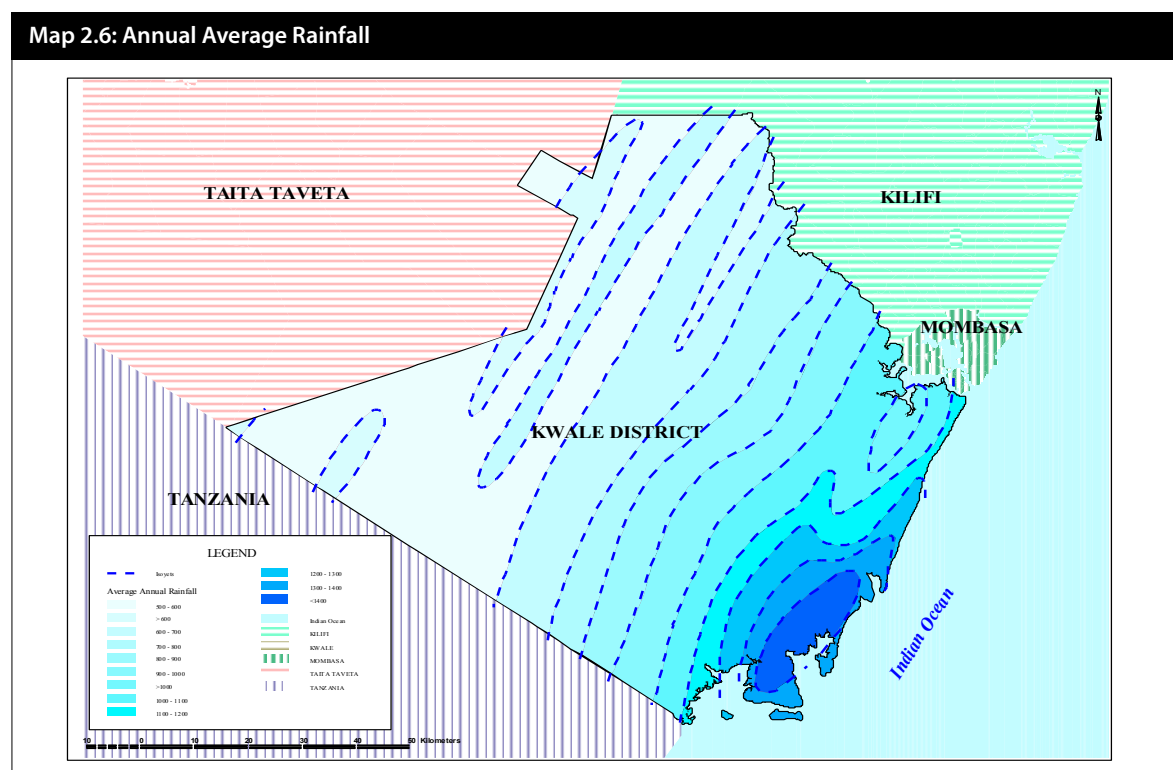 Map 2.6: Annual Average Rainfall
N
TAITA TAVETA
KILIFI
MOMBASA
KWALE DISTRICT
TANZANIA
Indian Ocean
LEGEND
Isoyets
Average Annual Rainfall
500 - 600
> 600
600 - 700
700 - 800
800 - 900
900 - 1000
>1000
1000 - 1100
1100 - 1200
1200 - 1300
1300 - 1400
<1400
Indian Ocean
KILIFI
KWALE
MOMBASA
TAITA TAVETA
TANZANIA
10 0 10 20 30 40 50 Kilometers